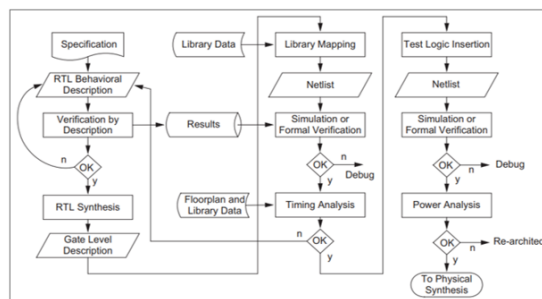 Specification
RTL Behavioral
Description
Verification by
Description
n
OK
y
RTL Synthesis
Gate Level
Description
Library Data
Library Mapping
Netlist
Results
Simulation or
Formal Verification
OK
n
Debug
y
Floorplan and
Library Data
Timing Analysis
n
OK
y
Test Logic Insertion
Netlist
Simulation or
Formal Verification
OK
n
Debug
y
Power Analysis
OK
n
Re-architect
y
To Physical
Synthesis